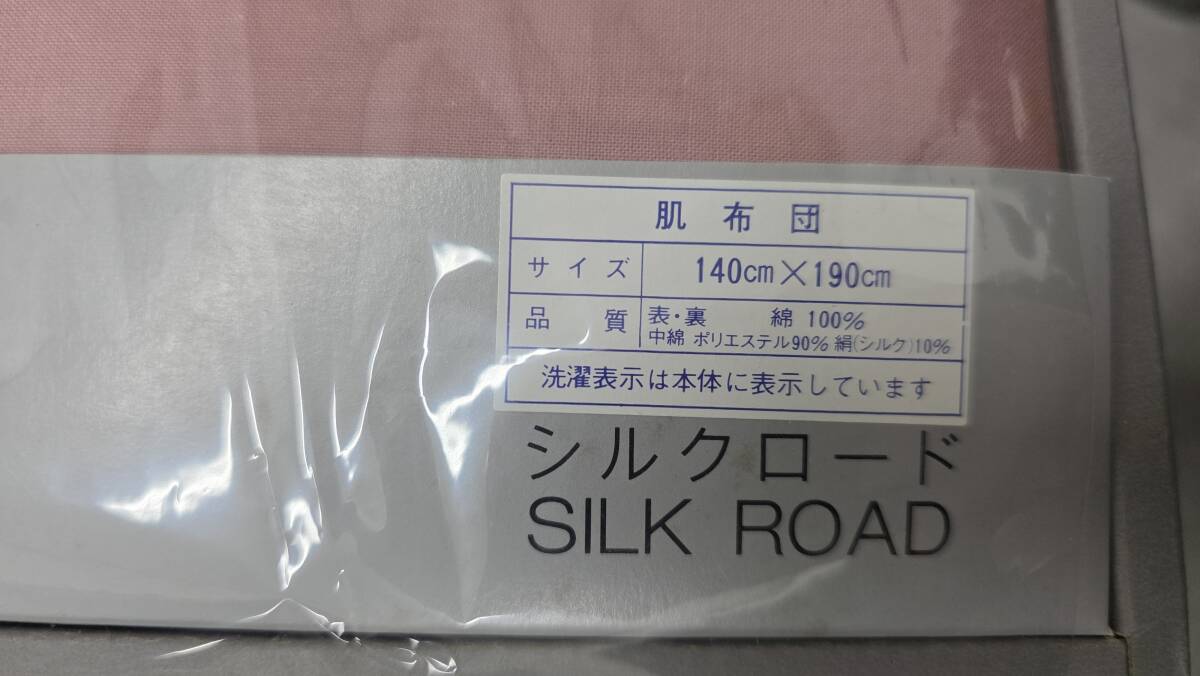 肌布団
サイズ 140cm×190cm
品質 表・裏 綿 100%
中綿 ポリエステル90% 絹(シルク)10%
洗濯表示は本体に表示しています
シルクロード
SILK ROAD